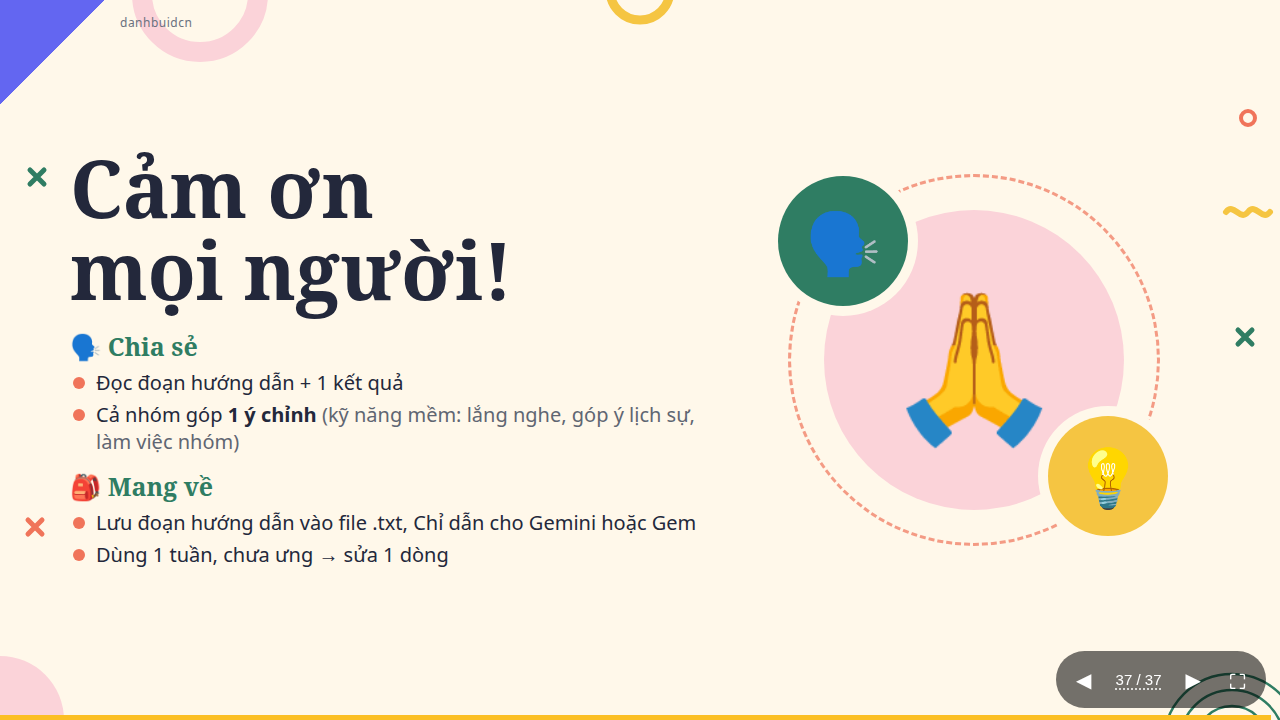 danhbuidcn
Cảm ơn
mọi người!
🗣️ Chia sẻ
Đọc đoạn hướng dẫn + 1 kết quả
Cả nhóm góp 1 ý chỉnh (kỹ năng mềm: lắng nghe, góp ý lịch sự,
làm việc nhóm)
🎒 Mang về
Lưu đoạn hướng dẫn vào file .txt, Chỉ dẫn cho Gemini hoặc Gem
Dùng 1 tuần, chưa ưng → sửa 1 dòng
37 / 37